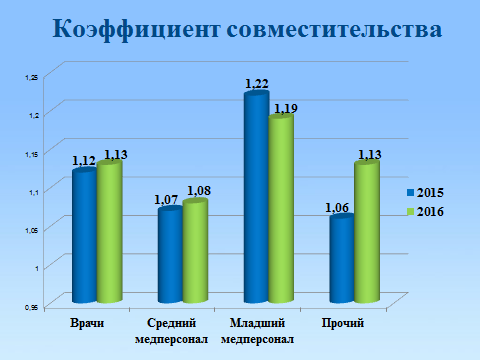 Коэффициент совместительства
1,25
1,2
1,15
1,1
1,05
1
0,95
1,12
1,13
1,07
1,08
1,22
1,19
1,06
1,13
Врачи
Средний
медперсонал
Младший
медперсонал
Прочий
2015
2016